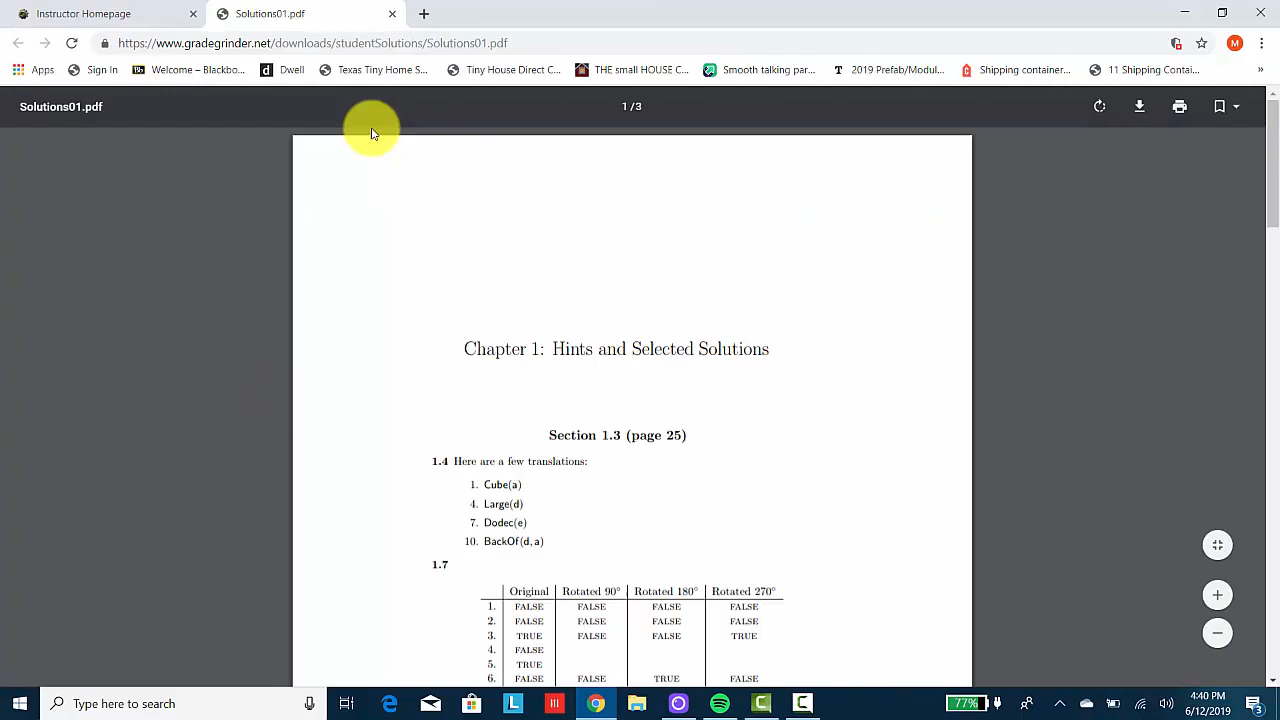 Instructor Homepage
Solutions01.pdf
https://www.gradegrinder.net/downloads/studentSolutions/Solutions01.pdf
M
Apps
Sign In
Bb Welcome – Blackbo...
d Dwell
Texas Tiny Home S...
Tiny House Direct C...
THE small HOUSE C...
Smooth talking par...
T 2019 Prefab/Modul...
Shipping container...
11 Shipping Contai...
»
Solutions01.pdf
1 / 3
Chapter 1: Hints and Selected Solutions
Section 1.3 (page 25)
1.4 Here are a few translations:
1. Cube(a)
4. Large(d)
7. Dodec(e)
10. BackOf(d, a)
1.7
Original Rotated 90° Rotated 180° Rotated 270°
1. FALSE FALSE FALSE FALSE
2. FALSE FALSE FALSE FALSE
3. TRUE FALSE FALSE TRUE
4. FALSE
5. TRUE
6. FALSE FALSE TRUE FALSE
Type here to search
L
77%
4:40 PM
6/12/2019
3